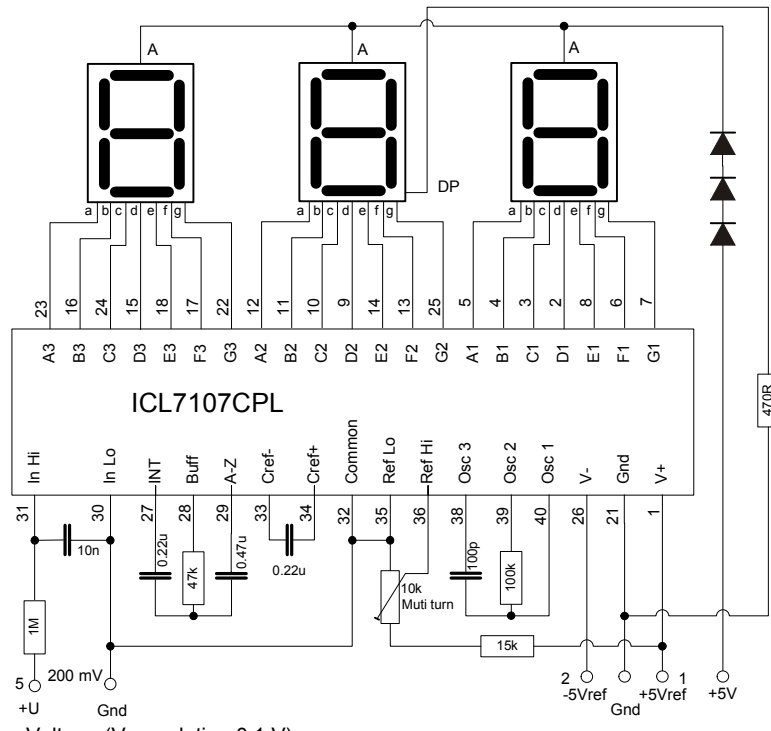 A A A
DP
a b c d e f g a b c d e f g a b c d e f g
23 16 24 15 18 17 22 12 11 10 9 14 13 25 5 4 3 2 8 6 7
A3 B3 C3 D3 E3 F3 G3 A2 B2 C2 D2 E2 F2 G2 A1 B1 C1 D1 E1 F1 G1
ICL7107CPL
470R
In Hi In Lo INT Buff A-Z Cref- Cref+ Common Ref Lo Ref Hi Osc 3 Osc 2 Osc 1 V- Gnd V+
31 30 27 28 29 33 34 32 35 36 38 39 40 26 21 1
10n 0.22u 47k 0.47u 0.22u 100p 100k
10k
Muti turn
1M
15k
5 200 mV 2 1
+U Gnd -5Vref Gnd +5Vref +5V